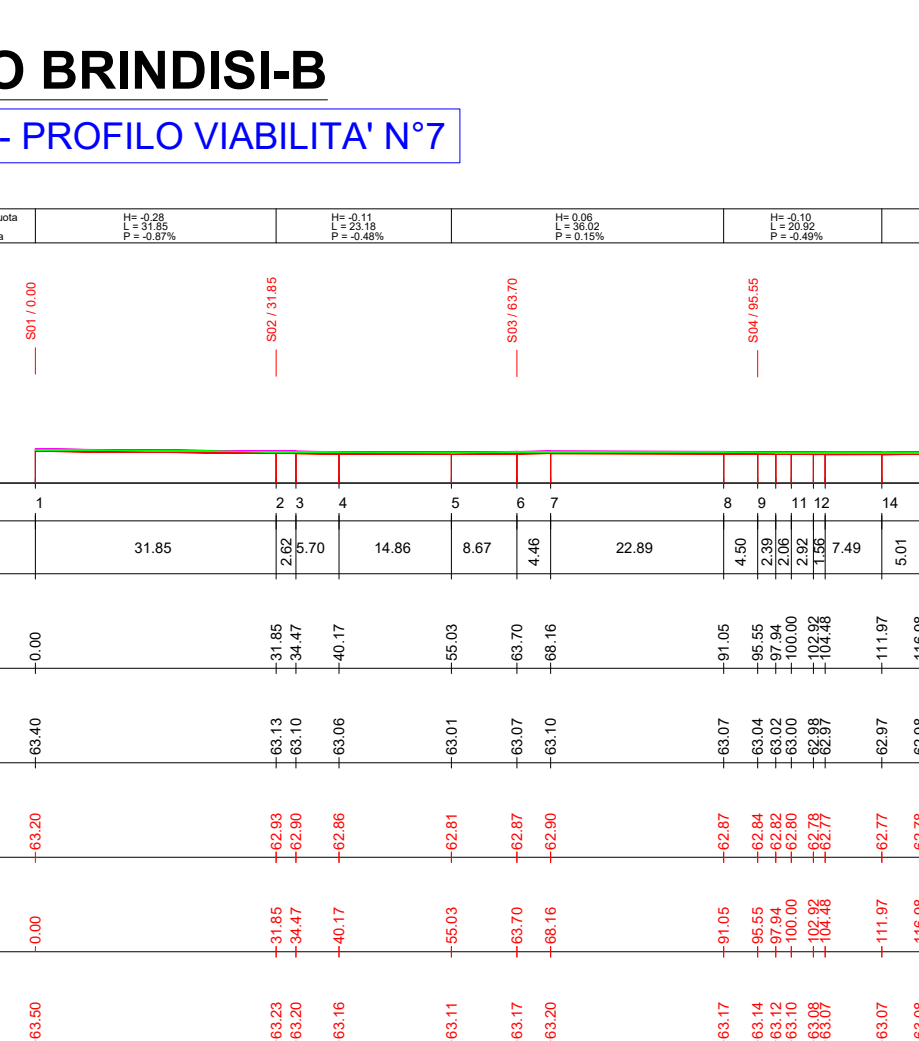 O BRINDISI-B
- PROFILO VIABILITA' N°7
uota
a
H= -0.28
L = 31.85
P = -0.87%
H= -0.11
L = 23.18
P = -0.48%
H= 0.06
L = 36.02
P = 0.15%
H= -0.10
L = 20.92
P = -0.49%
S01 / 0.00
S02 / 31.85
S03 / 63.70
S04 / 95.55
1 2 3 4 5 6 7 8 9 11 12 14
31.85 2.62 5.70 14.86 8.67 4.46 22.89 4.50 2.39 2.06 2.92 1.56 7.49 5.01
0.00 31.85 34.47 40.17 55.03 63.70 68.16 91.05 95.55 97.94 100.00 102.92 104.48 111.97 116.98
63.40 63.13 63.10 63.06 63.01 63.07 63.10 63.07 63.04 63.02 63.00 62.98 62.97 62.97 62.98
63.20 62.93 62.90 62.86 62.81 62.87 62.90 62.87 62.84 62.82 62.80 62.78 62.77 62.77 62.78
0.00 31.85 34.47 40.17 55.03 63.70 68.16 91.05 95.55 97.94 100.00 102.92 104.48 111.97 116.98
63.50 63.23 63.20 63.16 63.11 63.17 63.20 63.17 63.14 63.12 63.10 63.08 63.07 63.07 63.08